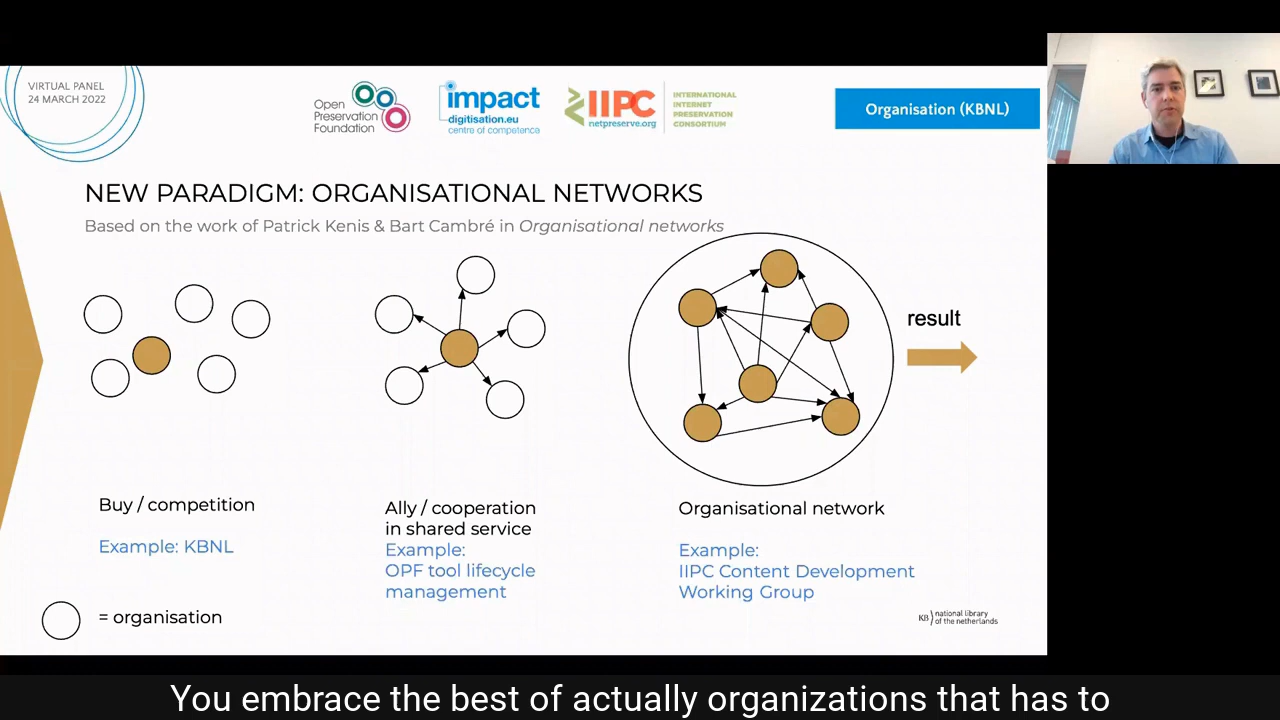 VIRTUAL PANEL
24 MARCH 2022
Open
Preservation
Foundation
impact
digitisation.eu
centre of competence
IIPC
netpreserve.org
INTERNATIONAL
INTERNET
PRESERVATION
CONSORTIUM
Organisation (KBNL)
NEW PARADIGM: ORGANISATIONAL NETWORKS
Based on the work of Patrick Kenis & Bart Cambré in Organisational networks
result
Buy / competition
Example: KBNL
Ally / cooperation
in shared service
Example:
OPF tool lifecycle
management
Organisational network
Example:
IIPC Content Development
Working Group
= organisation
KB national library
of the netherlands
You embrace the best of actually organizations that has to